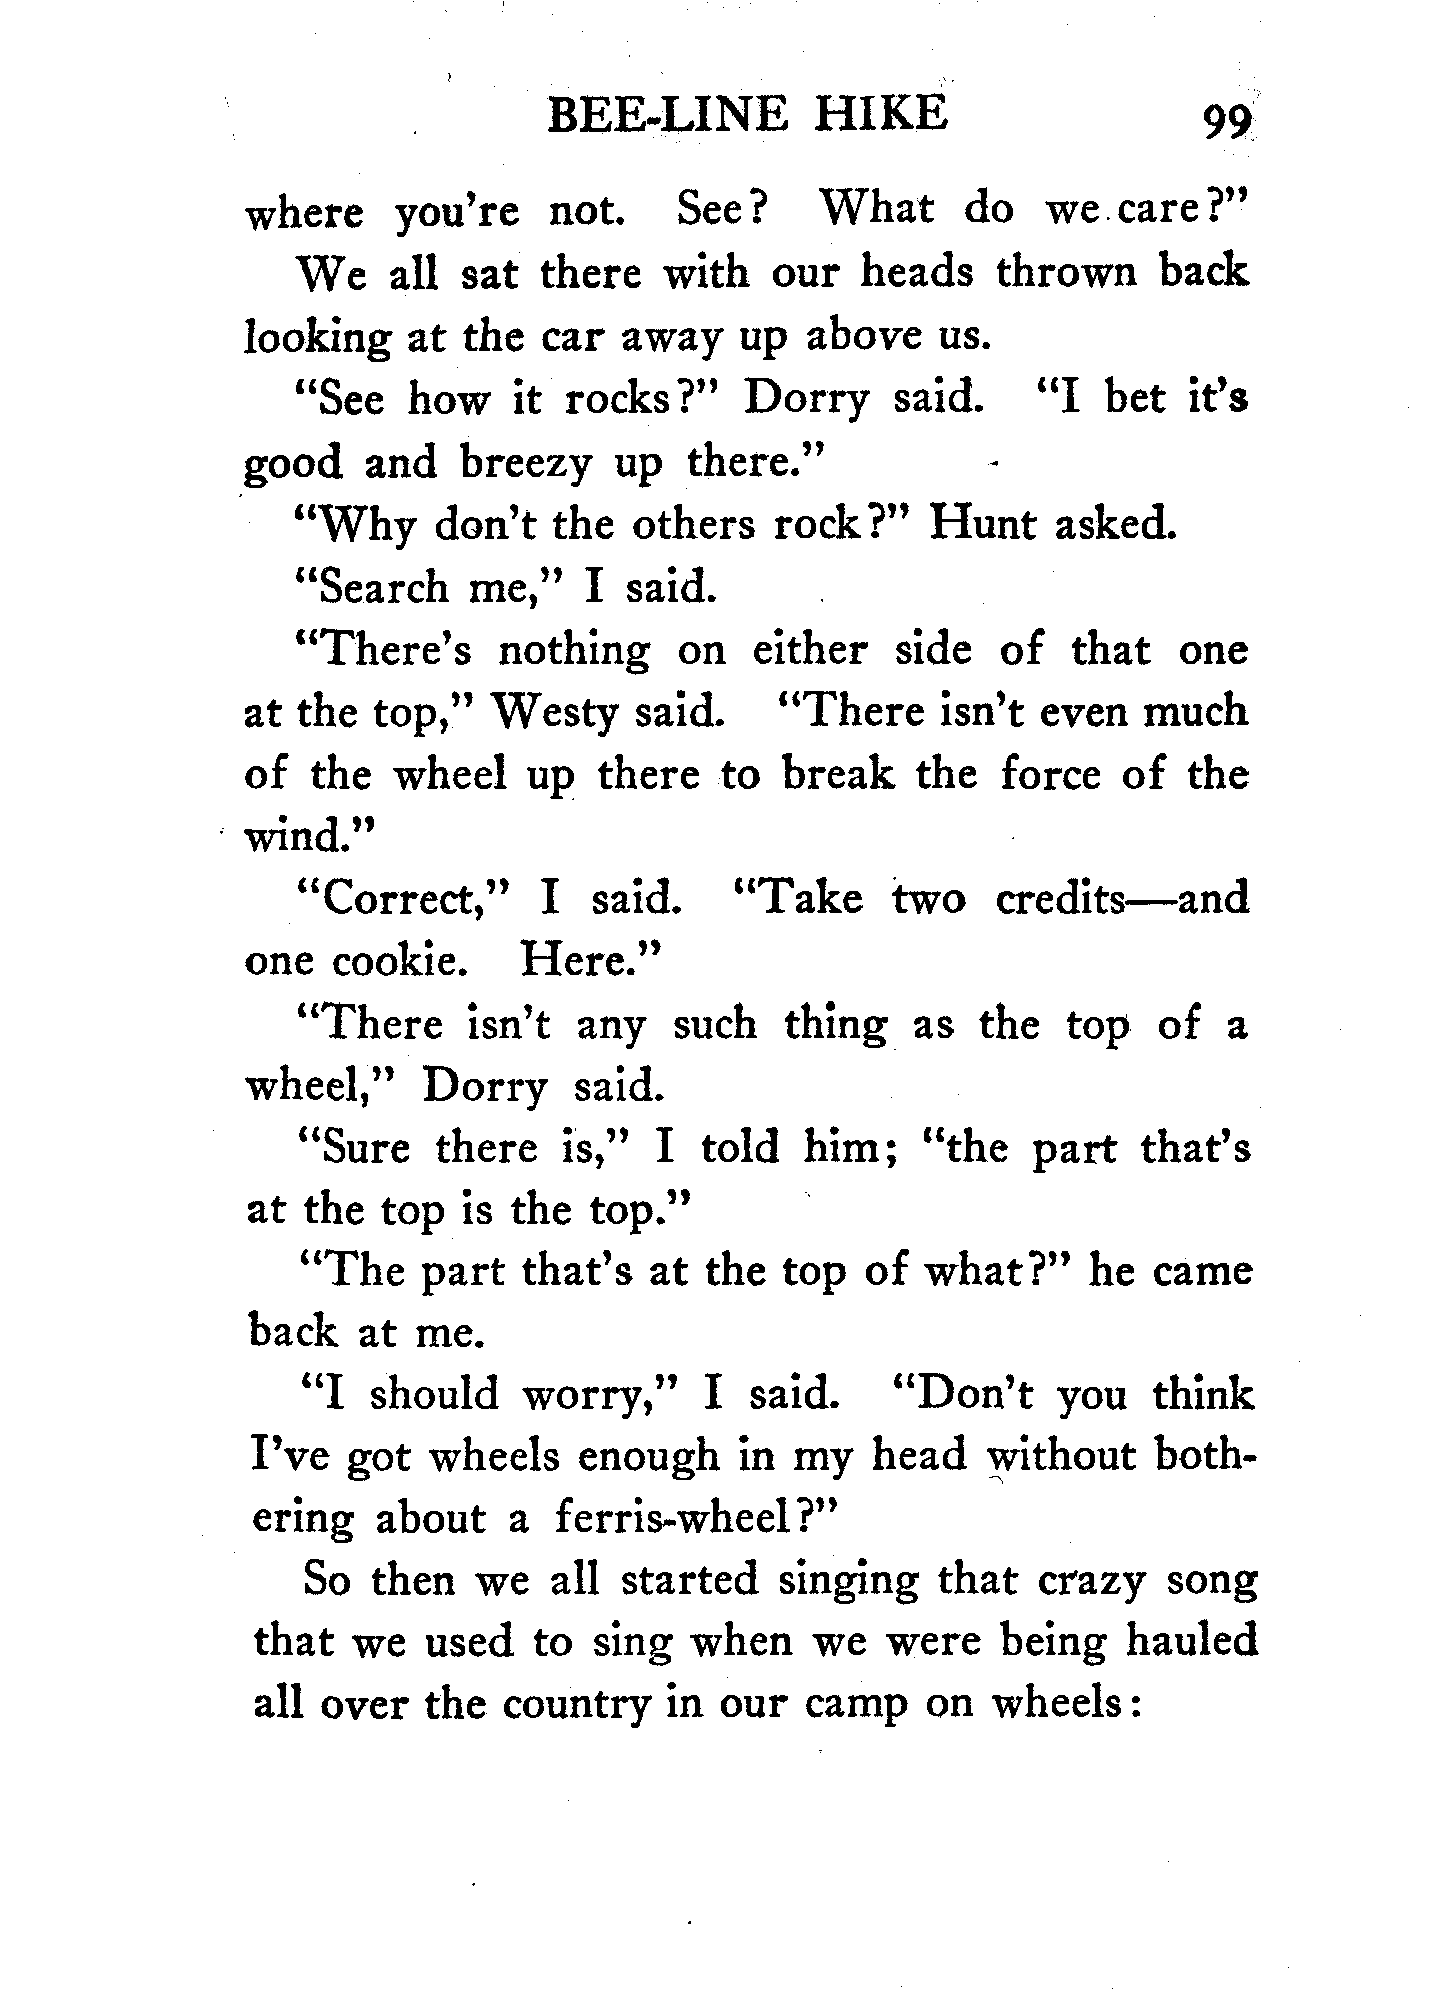 BEE-LINE HIKE 99
where you're not. See? What do we care?"
We all sat there with our heads thrown back
looking at the car away up above us.
"See how it rocks?" Dorry said. "I bet it's
good and breezy up there."
"Why don't the others rock?" Hunt asked.
"Search me," I said.
"There's nothing on either side of that one
at the top," Westy said. "There isn't even much
of the wheel up there to break the force of the
wind."
"Correct," I said. "Take two credits—and
one cookie. Here."
"There isn't any such thing as the top of a
wheel," Dorry said.
"Sure there is," I told him; "the part that's
at the top is the top."
"The part that's at the top of what?" he came
back at me.
"I should worry," I said. "Don't you think
I've got wheels enough in my head without both-
ering about a ferris-wheel?"
So then we all started singing that crazy song
that we used to sing when we were being hauled
all over the country in our camp on wheels: